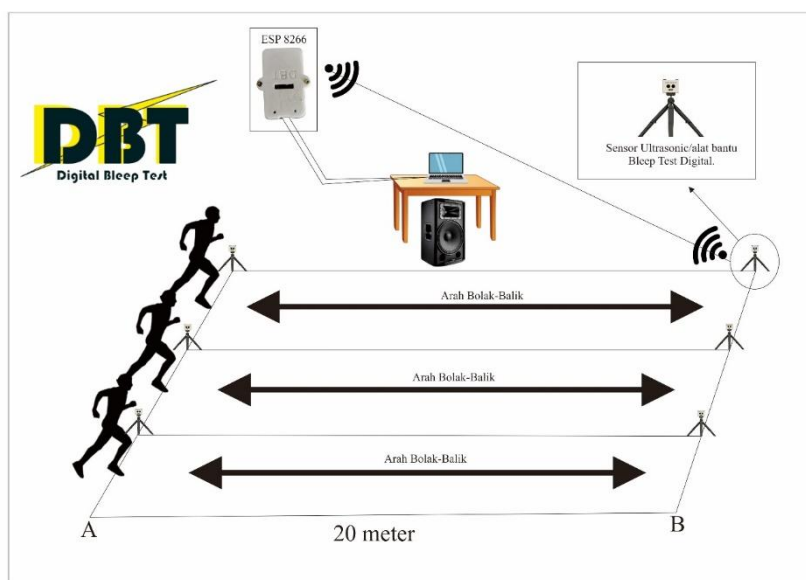 ESP 8266
DBT
Digital Bleep Test
Sensor Ultrasonic/alat bantu
Bleep Test Digital.
Arah Bolak-Balik
Arah Bolak-Balik
Arah Bolak-Balik
A
20 meter
B